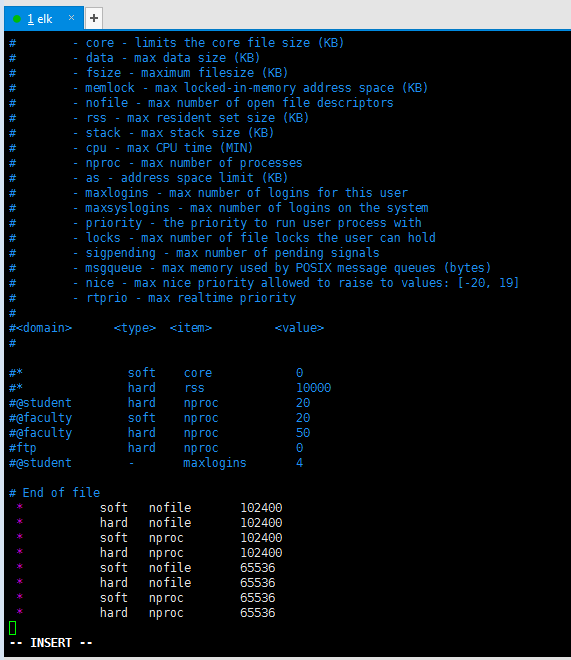 1 elk × +
#        - core - limits the core file size (KB)
#        - data - max data size (KB)
#        - fsize - maximum filesize (KB)
#        - memlock - max locked-in-memory address space (KB)
#        - nofile - max number of open file descriptors
#        - rss - max resident set size (KB)
#        - stack - max stack size (KB)
#        - cpu - max CPU time (MIN)
#        - nproc - max number of processes
#        - as - address space limit (KB)
#        - maxlogins - max number of logins for this user
#        - maxsyslogins - max number of logins on the system
#        - priority - the priority to run user process with
#        - locks - max number of file locks the user can hold
#        - sigpending - max number of pending signals
#        - msgqueue - max memory used by POSIX message queues (bytes)
#        - nice - max nice priority allowed to raise to values: [-20, 19]
#        - rtprio - max realtime priority
#
#<domain>      <type>  <item>         <value>
#
#*               soft    core            0
#*               hard    rss             10000
#@student        hard    nproc           20
#@faculty        soft    nproc           20
#@faculty        hard    nproc           50
#ftp             hard    nproc           0
#@student        -       maxlogins       4
# End of file
 *           soft   nofile       102400
 *           hard   nofile       102400
 *           soft   nproc        102400
 *           hard   nproc        102400
 *           soft   nofile       65536
 *           hard   nofile       65536
 *           soft   nproc        65536
 *           hard   nproc        65536
-- INSERT --